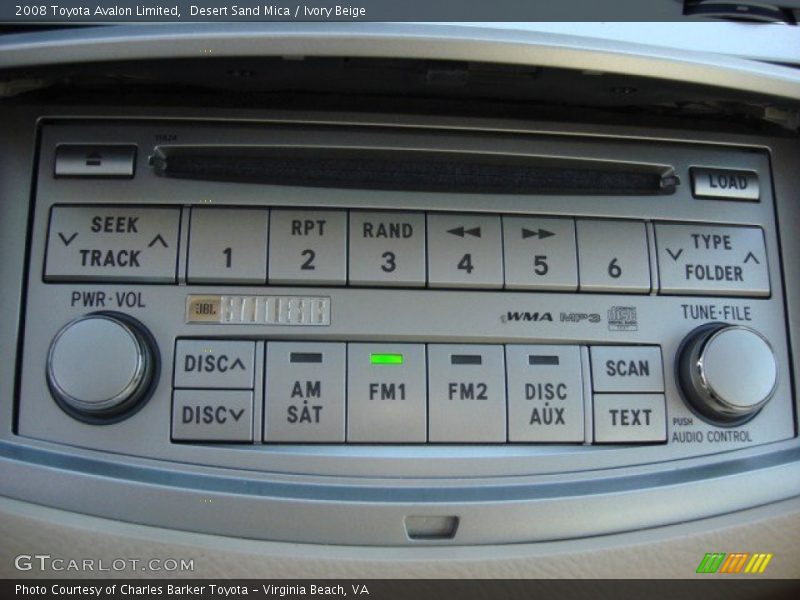 2008 Toyota Avalon Limited,  Desert Sand Mica / Ivory Beige
11824
LOAD
SEEK
TRACK
1
RPT
2
RAND
3
4
5
6
TYPE
FOLDER
PWR·VOL
JBL
WMA
MP3
TUNE·FILE
DISC
DISC
AM
SAT
FM1
FM2
DISC
AUX
SCAN
TEXT
PUSH
AUDIO CONTROL
GTCARLOT.COM
Photo Courtesy of Charles Barker Toyota – Virginia Beach, VA